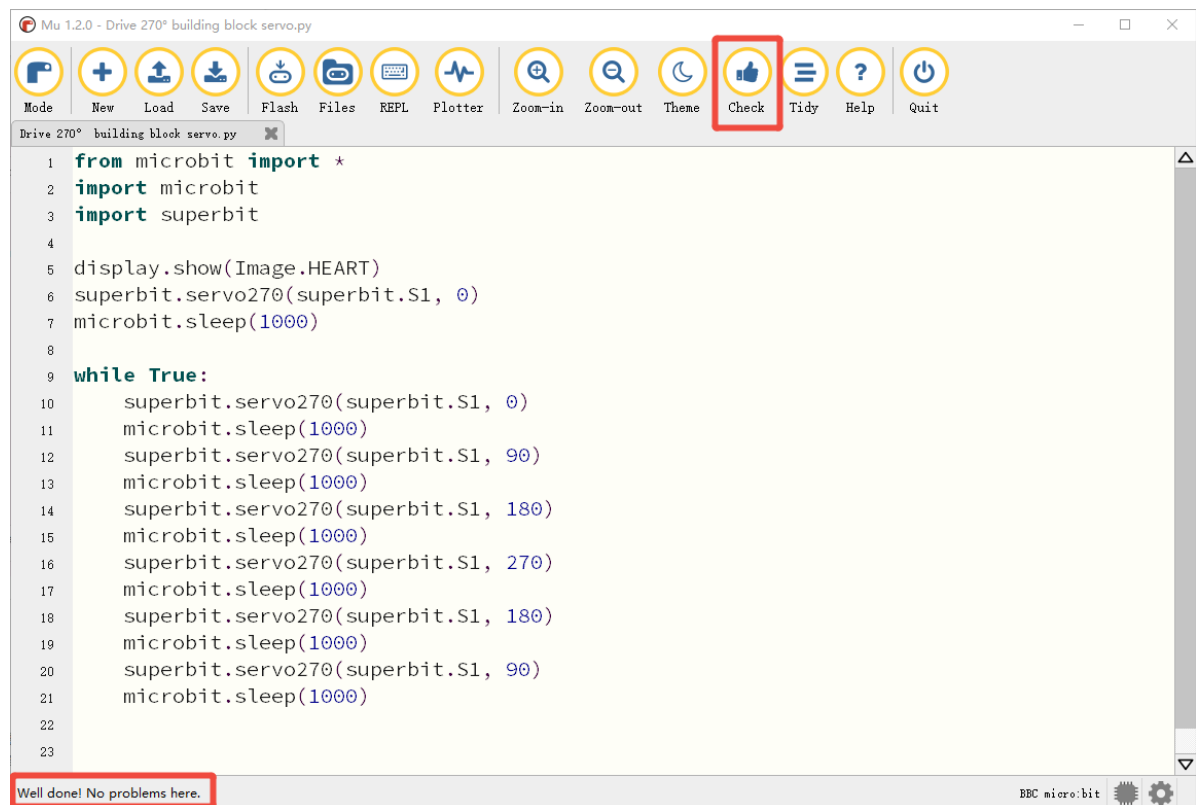 Mu 1.2.0 - Drive 270° building block servo.py
Mode New Load Save Flash Files REPL Plotter Zoom-in Zoom-out Theme Check Tidy Help Quit
Drive 270° building block servo.py
1 from microbit import *
2 import microbit
3 import superbit
4
5 display.show(Image.HEART)
6 superbit.servo270(superbit.S1, 0)
7 microbit.sleep(1000)
8
9 while True:
10 superbit.servo270(superbit.S1, 0)
11 microbit.sleep(1000)
12 superbit.servo270(superbit.S1, 90)
13 microbit.sleep(1000)
14 superbit.servo270(superbit.S1, 180)
15 microbit.sleep(1000)
16 superbit.servo270(superbit.S1, 270)
17 microbit.sleep(1000)
18 superbit.servo270(superbit.S1, 180)
19 microbit.sleep(1000)
20 superbit.servo270(superbit.S1, 90)
21 microbit.sleep(1000)
22
23
Well done! No problems here. BBC micro:bit